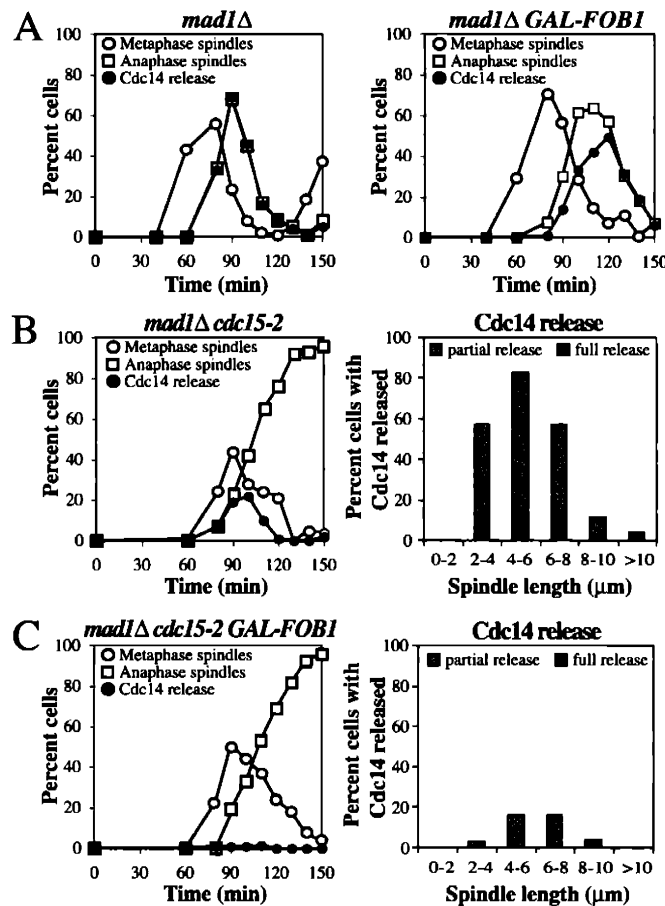 A
mad1Δ
Percent cells
100
80
60
40
20
0
Metaphase spindles
Anaphase spindles
Cdc14 release
0 30 60 90 120 150
Time (min)
mad1Δ GAL-FOB1
Percent cells
100
80
60
40
20
0
Metaphase spindles
Anaphase spindles
Cdc14 release
0 30 60 90 120 150
Time (min)
B
mad1Δ cdc15-2
Percent cells
100
80
60
40
20
0
Metaphase spindles
Anaphase spindles
Cdc14 release
0 30 60 90 120 150
Time (min)
Cdc14 release
Percent cells with
Cdc14 released
100
80
60
40
20
0
partial release full release
0-2 2-4 4-6 6-8 8-10 >10
Spindle length (μm)
C
mad1Δ cdc15-2 GAL-FOB1
Percent cells
100
80
60
40
20
0
Metaphase spindles
Anaphase spindles
Cdc14 release
0 30 60 90 120 150
Time (min)
Cdc14 release
Percent cells with
Cdc14 released
100
80
60
40
20
0
partial release full release
0-2 2-4 4-6 6-8 8-10 >10
Spindle length (μm)